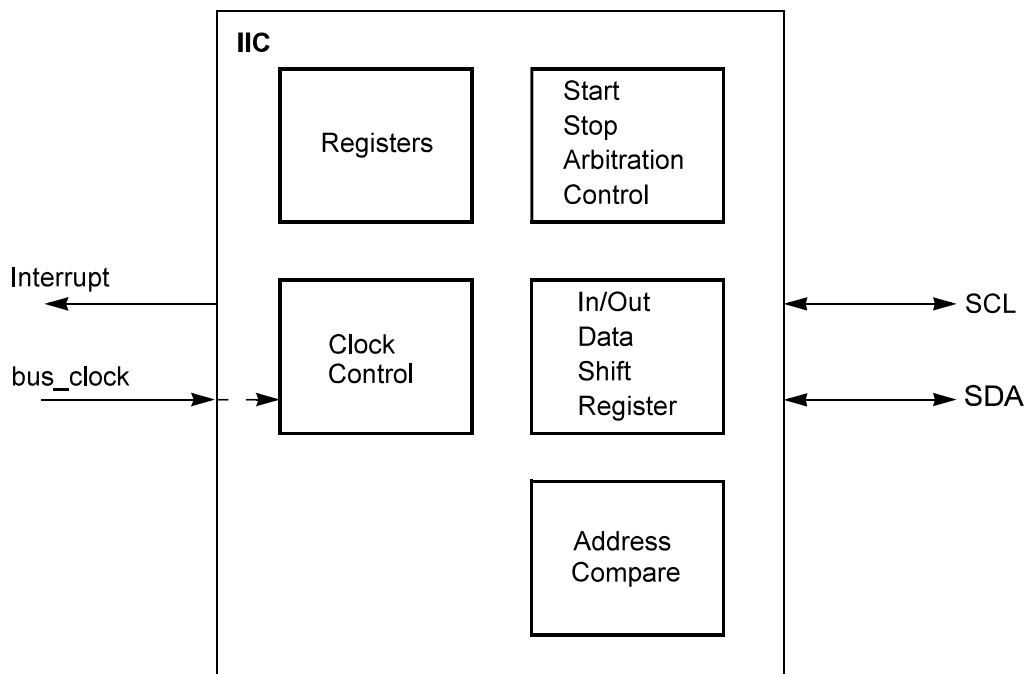 IIC
Registers
Start
Stop
Arbitration
Control
Interrupt
bus_clock
Clock
Control
In/Out
Data
Shift
Register
SCL
SDA
Address
Compare